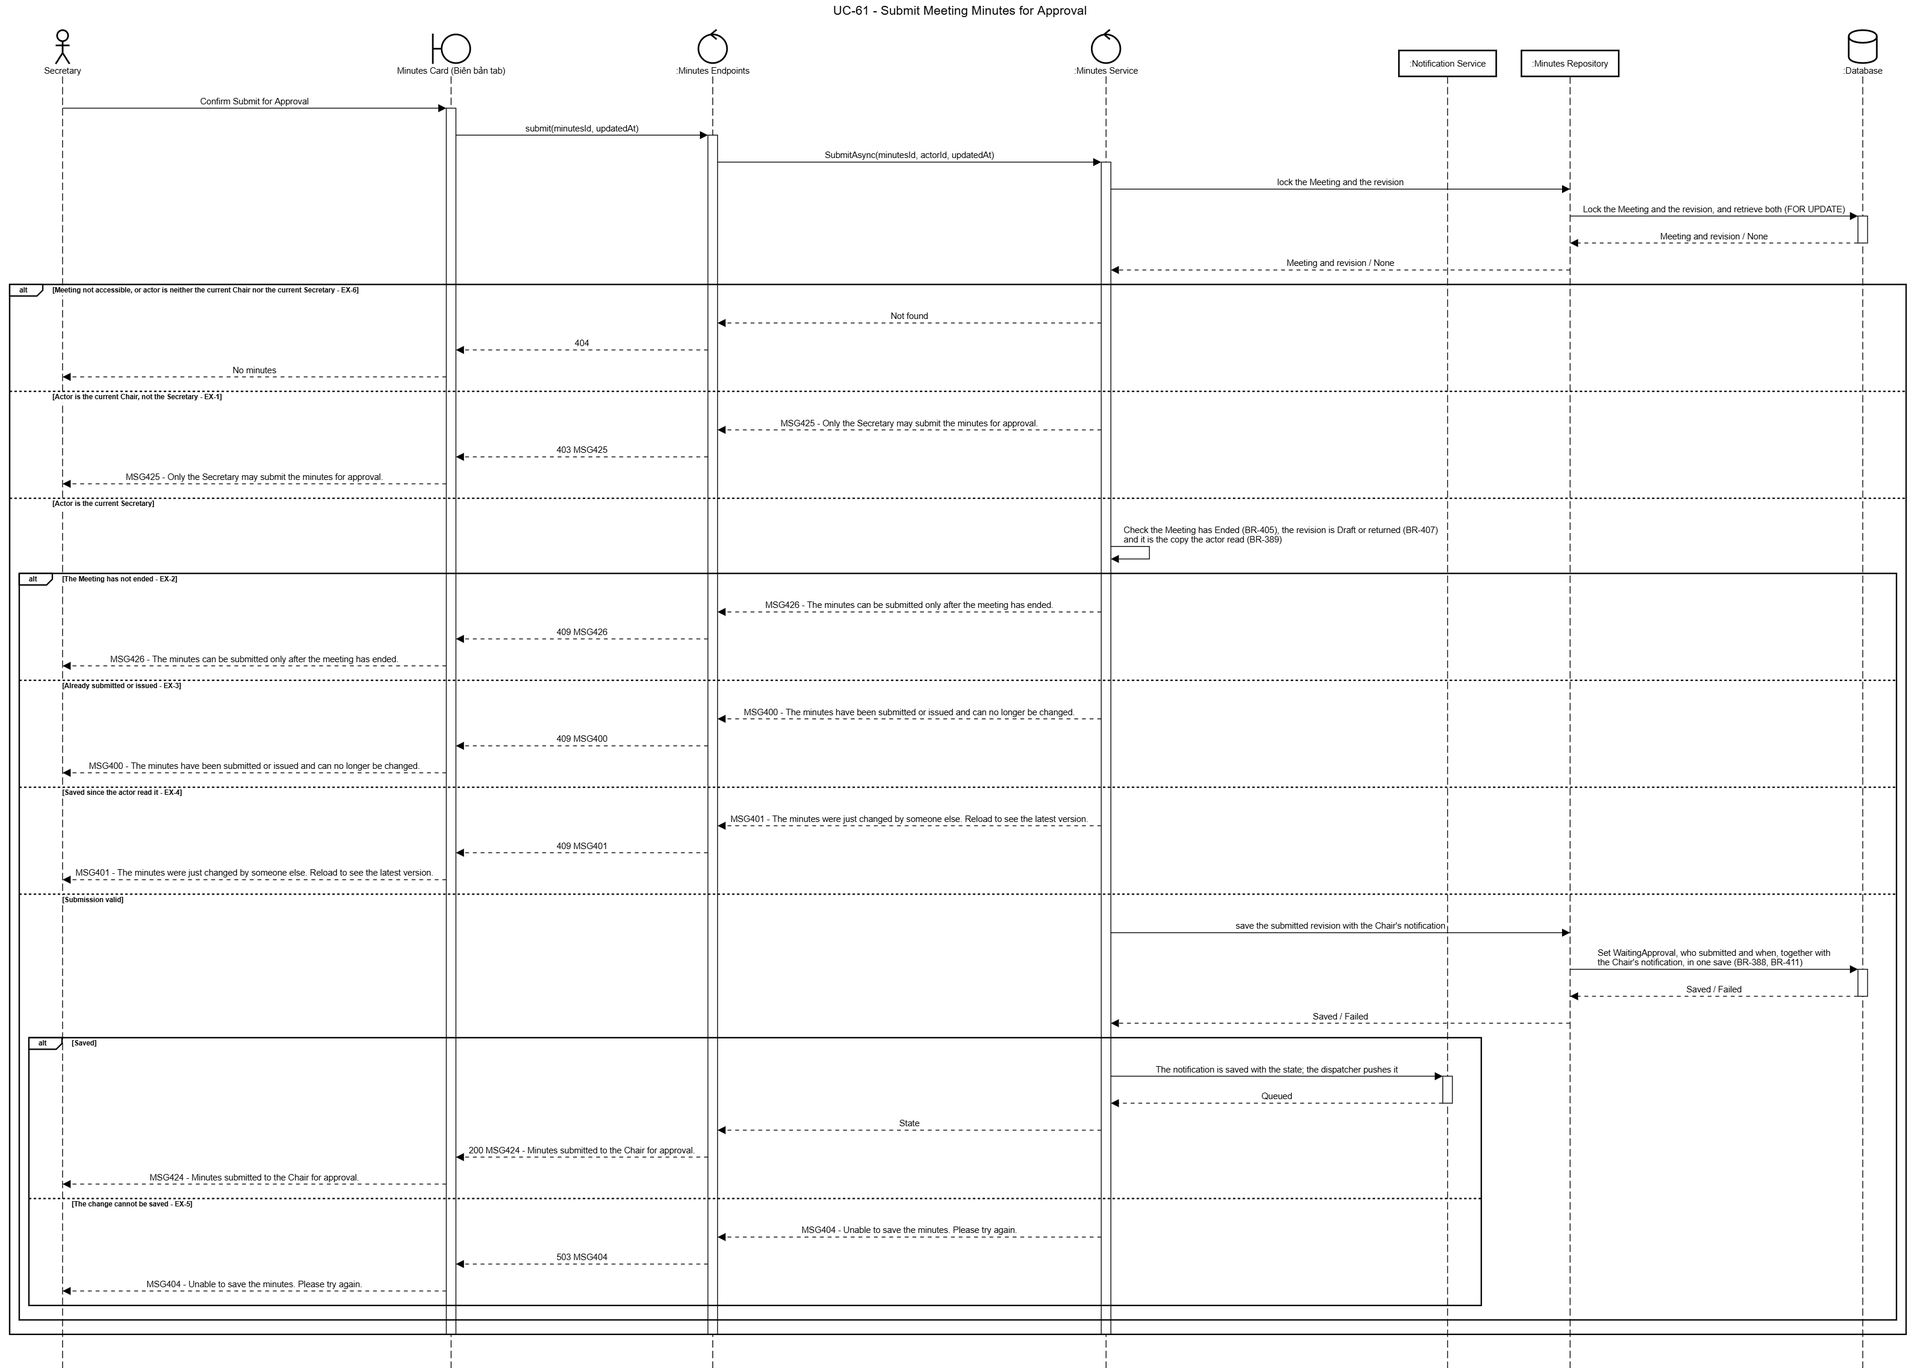 UC-61 - Submit Meeting Minutes for Approval
Secretary
Minutes Card (Biên bản tab)
:Minutes Endpoints
:Minutes Service
:Notification Service
:Minutes Repository
:Database
Confirm Submit for Approval
submit(minutesId, updatedAt)
SubmitAsync(minutesId, actorId, updatedAt)
lock the Meeting and the revision
Lock the Meeting and the revision, and retrieve both (FOR UPDATE)
Meeting and revision / None
Meeting and revision / None
alt
[Meeting not accessible, or actor is neither the current Chair nor the current Secretary - EX-6]
Not found
404
No minutes
[Actor is the current Chair, not the Secretary - EX-1]
MSG425 - Only the Secretary may submit the minutes for approval.
403 MSG425
MSG425 - Only the Secretary may submit the minutes for approval.
[Actor is the current Secretary]
Check the Meeting has Ended (BR-405), the revision is Draft or returned (BR-407)
and it is the copy the actor read (BR-389)
alt
[The Meeting has not ended - EX-2]
MSG426 - The minutes can be submitted only after the meeting has ended.
409 MSG426
MSG426 - The minutes can be submitted only after the meeting has ended.
[Already submitted or issued - EX-3]
MSG400 - The minutes have been submitted or issued and can no longer be changed.
409 MSG400
MSG400 - The minutes have been submitted or issued and can no longer be changed.
[Saved since the actor read it - EX-4]
MSG401 - The minutes were just changed by someone else. Reload to see the latest version.
409 MSG401
MSG401 - The minutes were just changed by someone else. Reload to see the latest version.
[Submission valid]
save the submitted revision with the Chair's notification
Set WaitingApproval, who submitted and when, together with
the Chair's notification, in one save (BR-388, BR-411)
Saved / Failed
Saved / Failed
alt
[Saved]
The notification is saved with the state; the dispatcher pushes it
Queued
State
200 MSG424 - Minutes submitted to the Chair for approval.
MSG424 - Minutes submitted to the Chair for approval.
[The change cannot be saved - EX-5]
MSG404 - Unable to save the minutes. Please try again.
503 MSG404
MSG404 - Unable to save the minutes. Please try again.